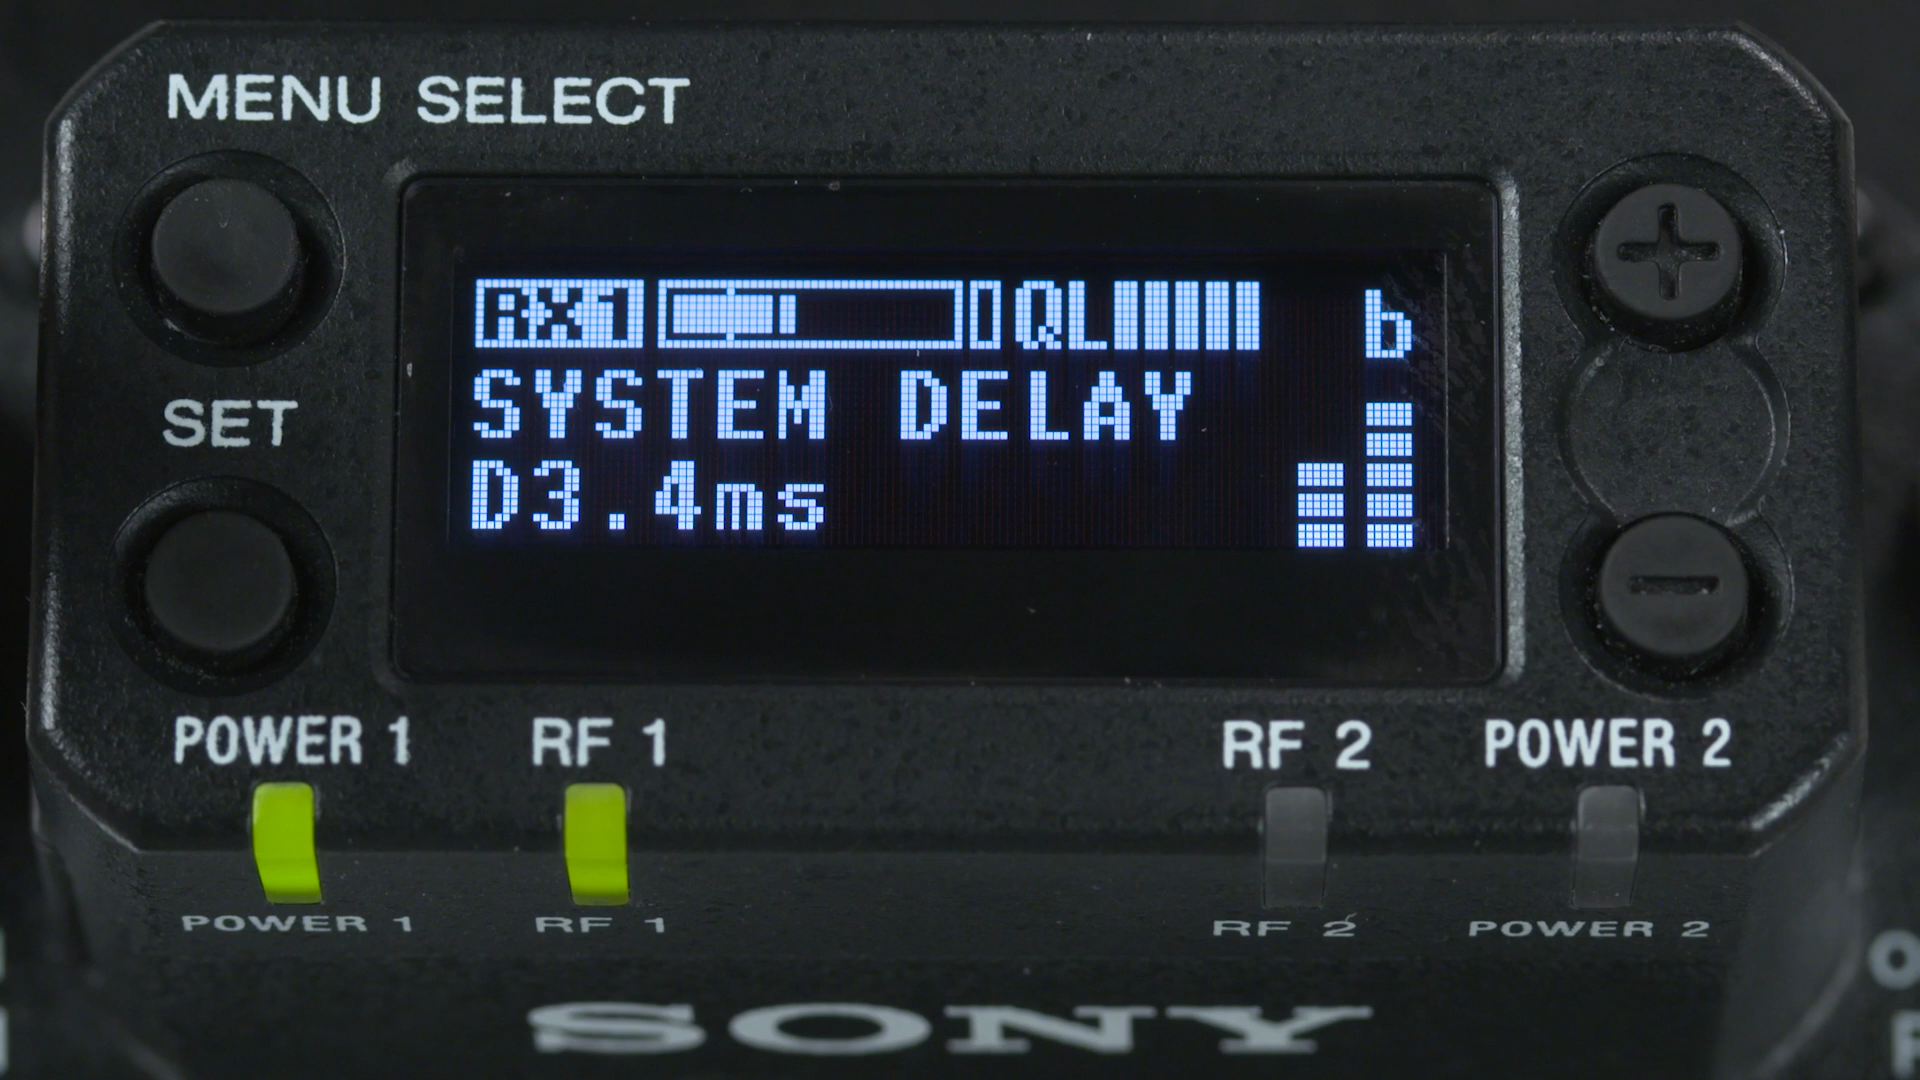 MENU SELECT
RX1 QL b
SYSTEM DELAY
SET
D3.4ms
POWER 1 RF 1 RF 2 POWER 2
POWER 1 RF 1 RF 2 POWER 2
SONY